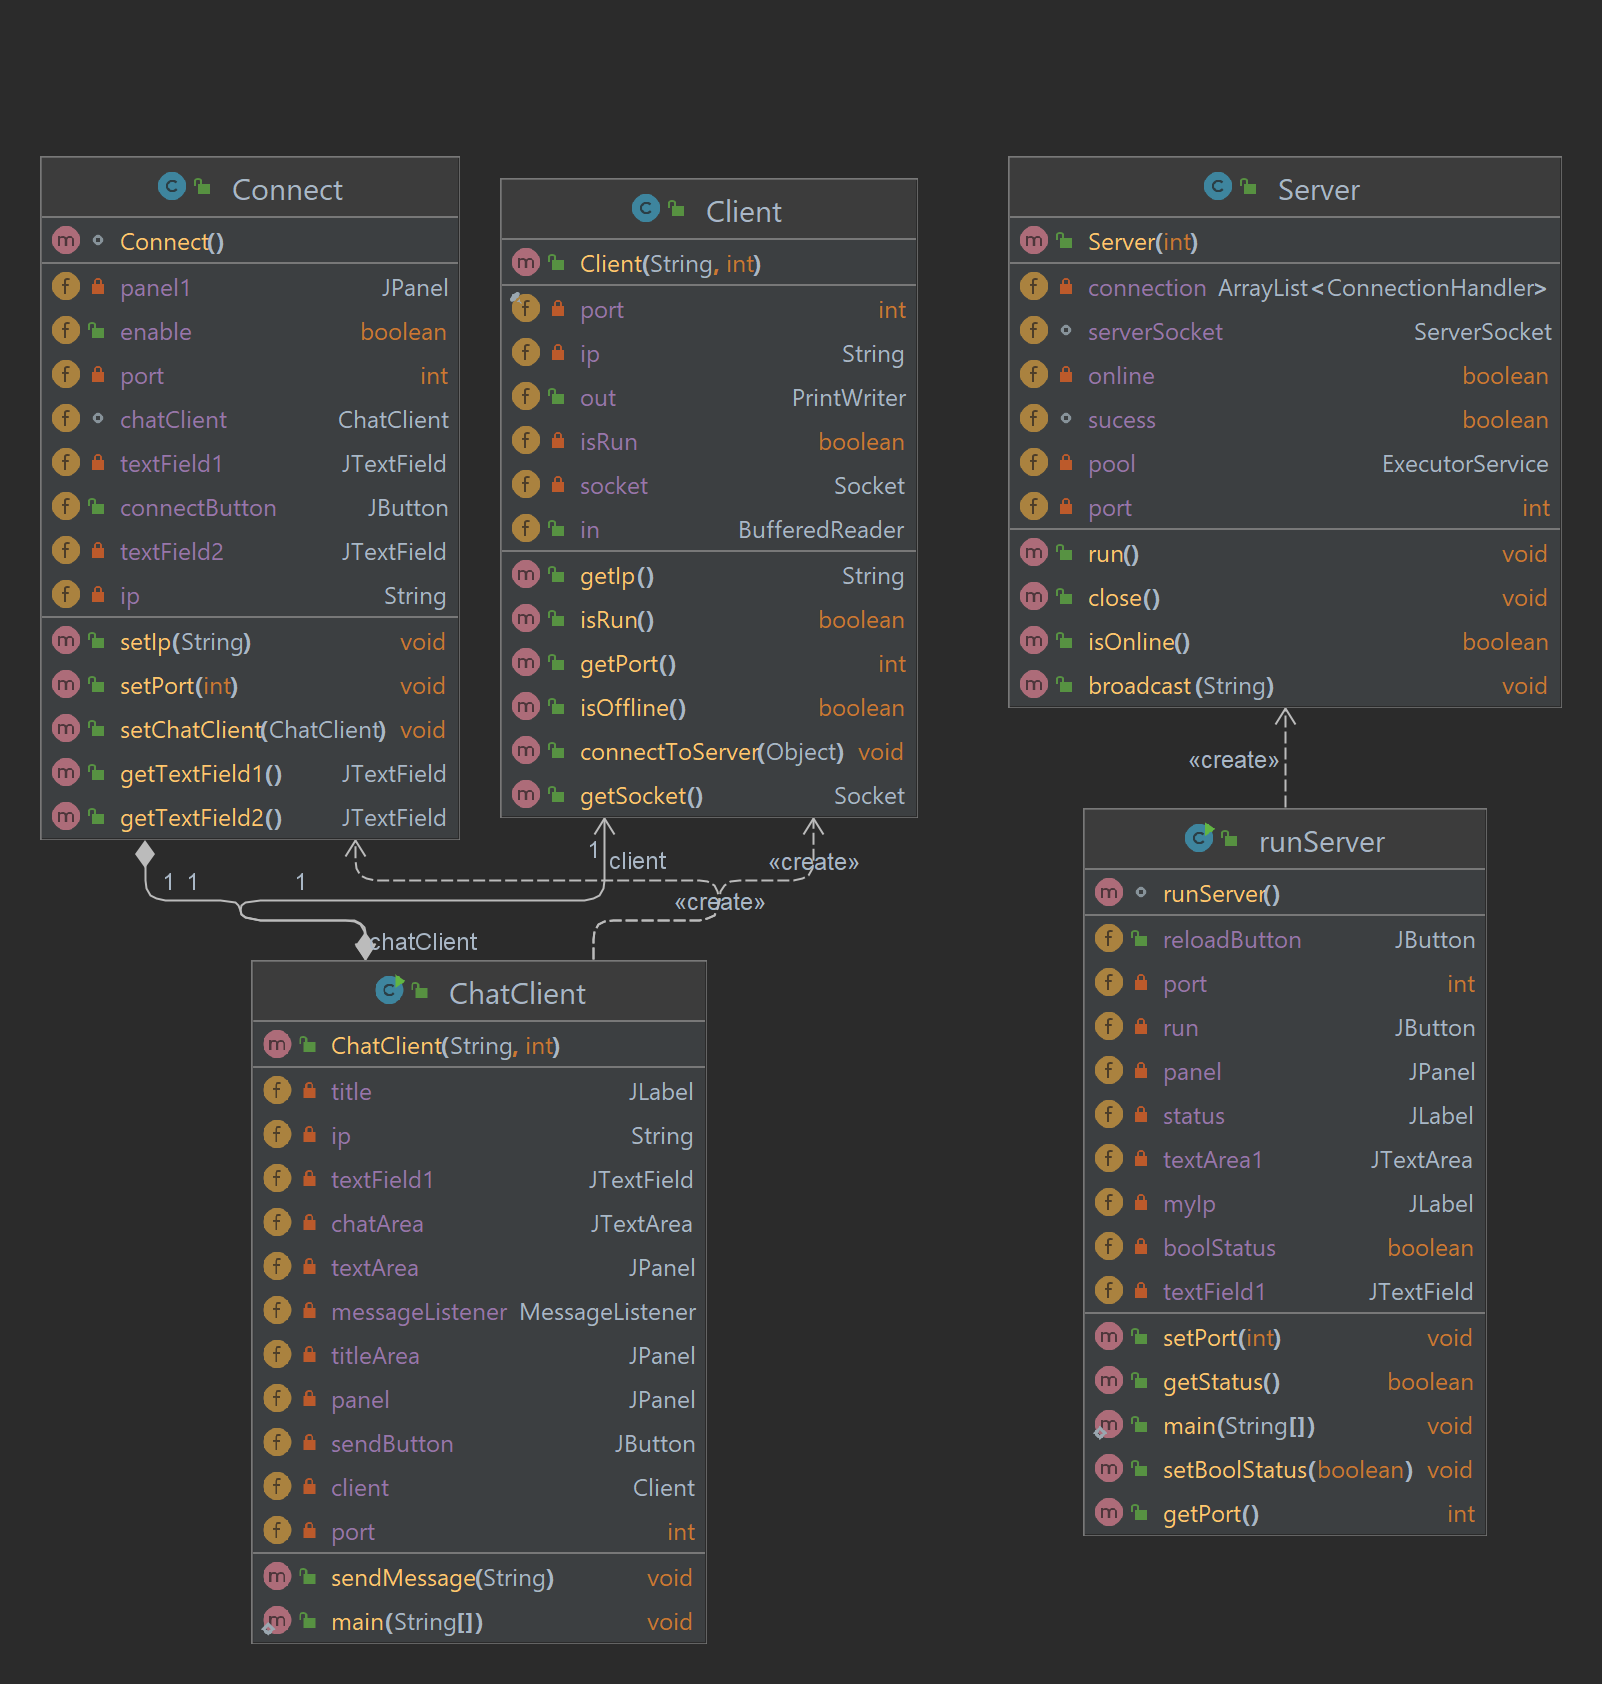 Connect
Connect()
panel1 JPanel
enable boolean
port int
chatClient ChatClient
textField1 JTextField
connectButton JButton
textField2 JTextField
ip String
setIp(String) void
setPort(int) void
setChatClient(ChatClient) void
getTextField1() JTextField
getTextField2() JTextField
Client
Client(String, int)
port int
ip String
out PrintWriter
isRun boolean
socket Socket
in BufferedReader
getIp() String
isRun() boolean
getPort() int
isOffline() boolean
connectToServer(Object) void
getSocket() Socket
Server
Server(int)
connection ArrayList<ConnectionHandler>
serverSocket ServerSocket
online boolean
sucess boolean
pool ExecutorService
port int
run() void
close() void
isOnline() boolean
broadcast(String) void
«create»
1 client
«create»
1 1
1
«create»
chatClient
ChatClient
ChatClient(String, int)
title JLabel
ip String
textField1 JTextField
chatArea JTextArea
textArea JPanel
messageListener MessageListener
titleArea JPanel
panel JPanel
sendButton JButton
client Client
port int
sendMessage(String) void
main(String[]) void
runServer
runServer()
reloadButton JButton
port int
run JButton
panel JPanel
status JLabel
textArea1 JTextArea
myIp JLabel
boolStatus boolean
textField1 JTextField
setPort(int) void
getStatus() boolean
main(String[]) void
setBoolStatus(boolean) void
getPort() int